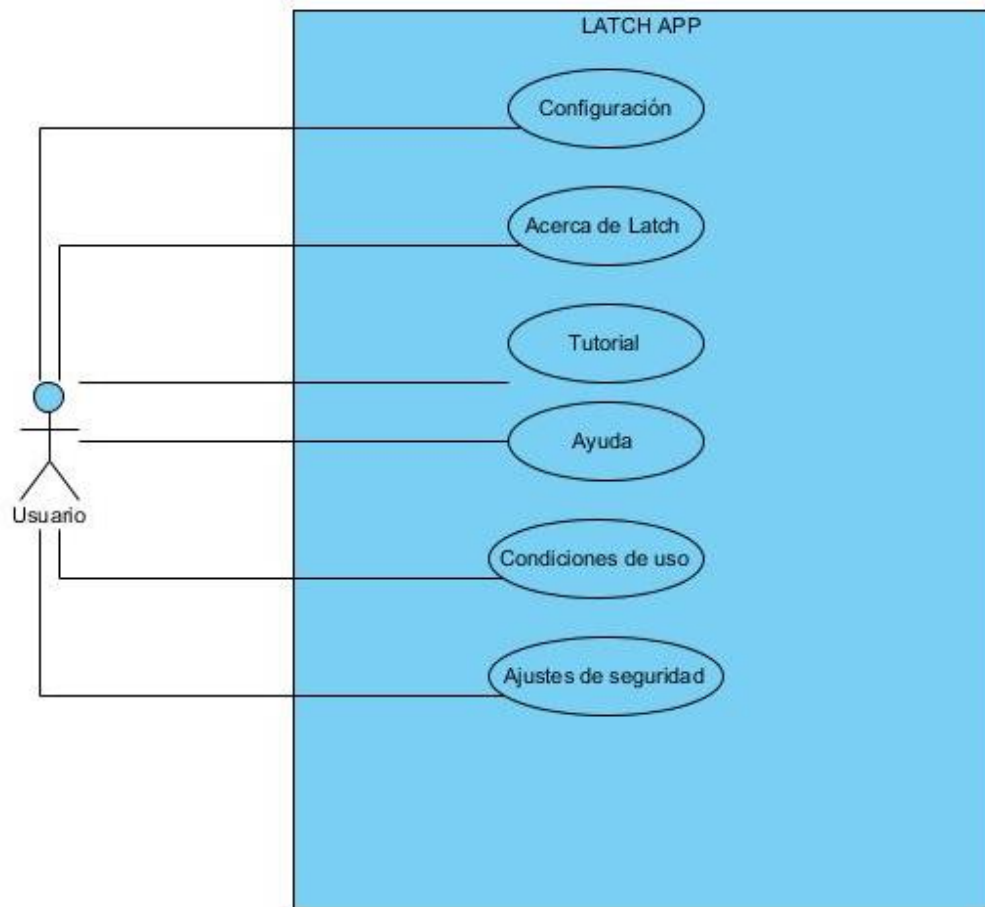 LATCH APP
Configuración
Acerca de Latch
Tutorial
Ayuda
Usuario
Condiciones de uso
Ajustes de seguridad